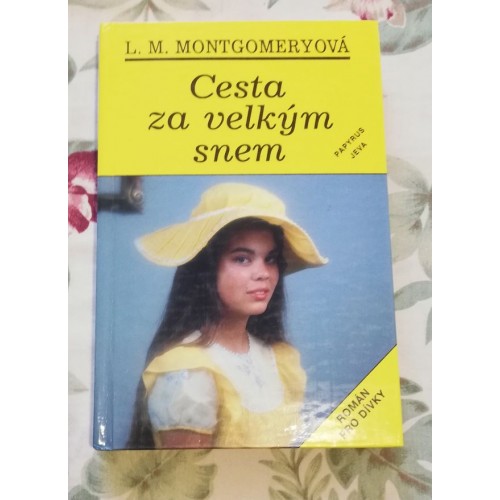 L. M. MONTGOMERYOVÁ
Cesta
za velkým
snem
PAPYRUS
JEVA
ROMÁN
PRO DÍVKY